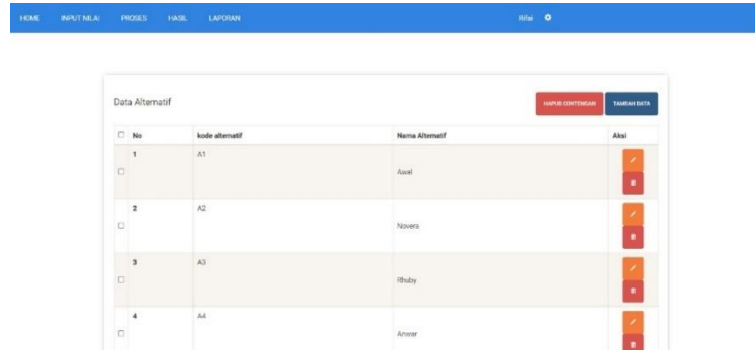 HOME INPUT NILAI PROSES HASIL LAPORAN Rifai
Data Alternatif HAPUS CONTENGAN TAMBAH DATA
No kode alternatif Nama Alternatif Aksi
1 A1 Awal
2 A2 Novera
3 A3 Rhuby
4 A4 Anwar